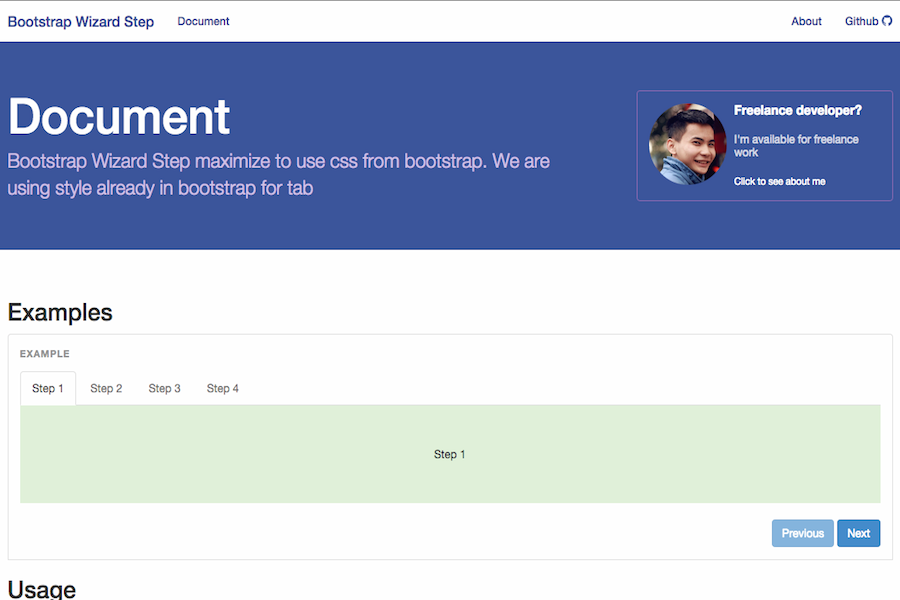 Bootstrap Wizard Step
Document
About
Github
Document
Bootstrap Wizard Step maximize to use css from bootstrap. We are
using style already in bootstrap for tab
Freelance developer?
I'm available for freelance
work
Click to see about me
Examples
EXAMPLE
Step 1
Step 2
Step 3
Step 4
Step 1
Previous
Next
Usage